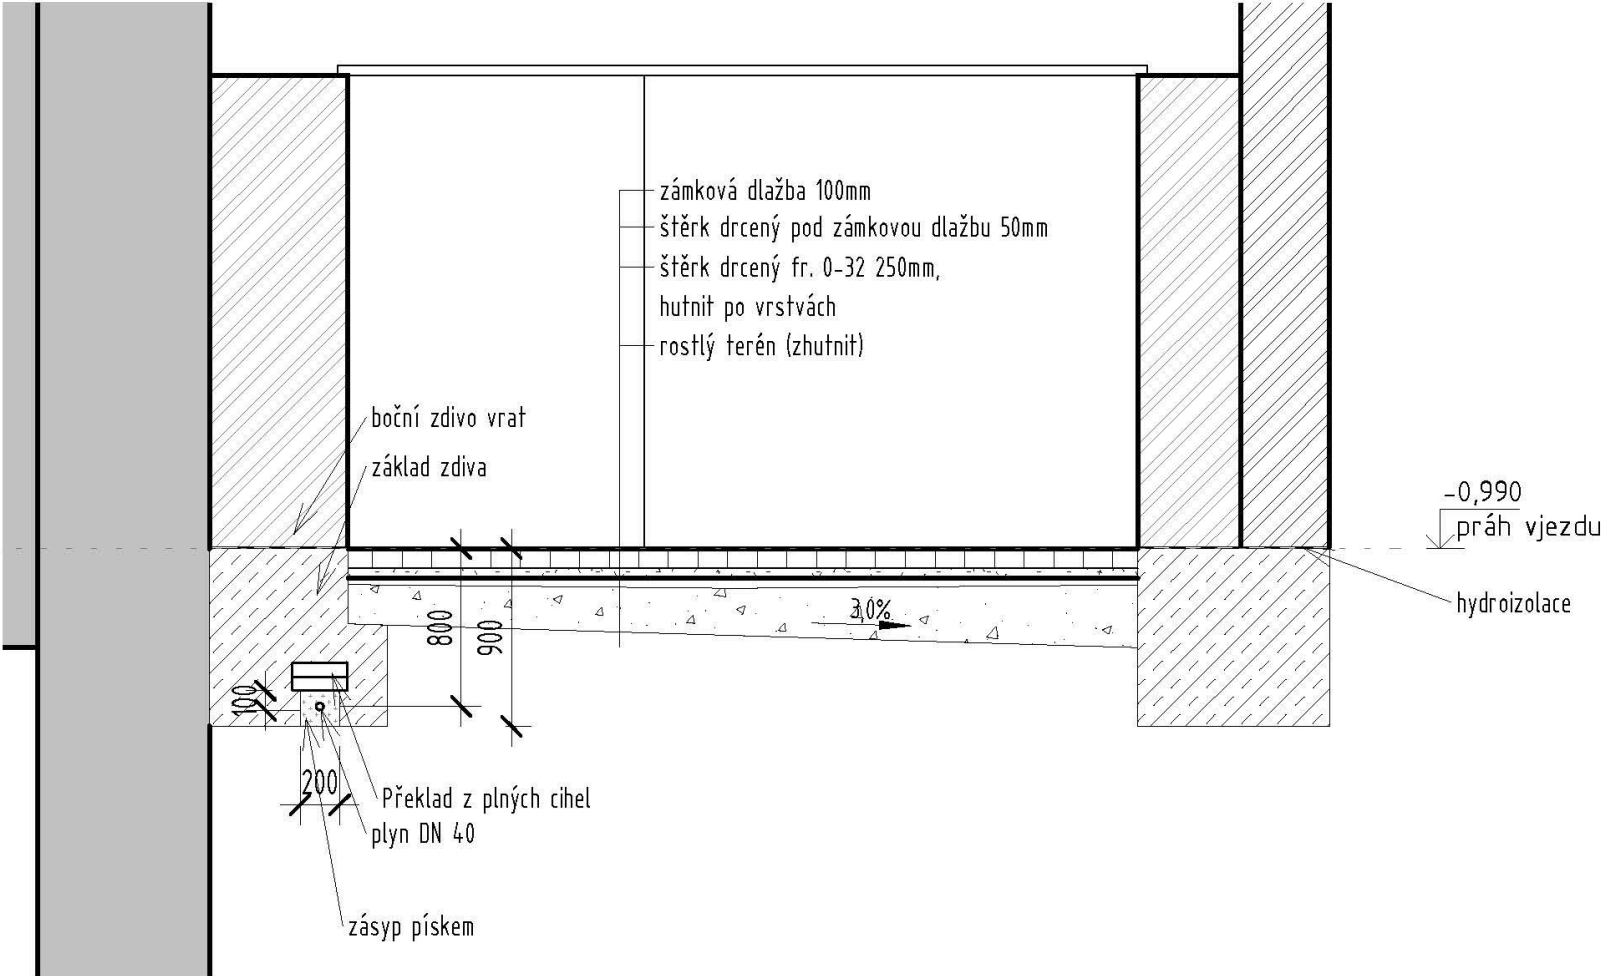 zámková dlažba 100mm
štěrk drcený pod zámkovou dlažbu 50mm
štěrk drcený fr. 0-32 250mm,
hutnit po vrstvách
rostlý terén (zhutnit)
boční zdivo vrat
základ zdiva
-0,990
práh vjezdu
hydroizolace
3,0%
800
900
100
200
Překlad z plných cihel
plyn DN 40
zásyp pískem